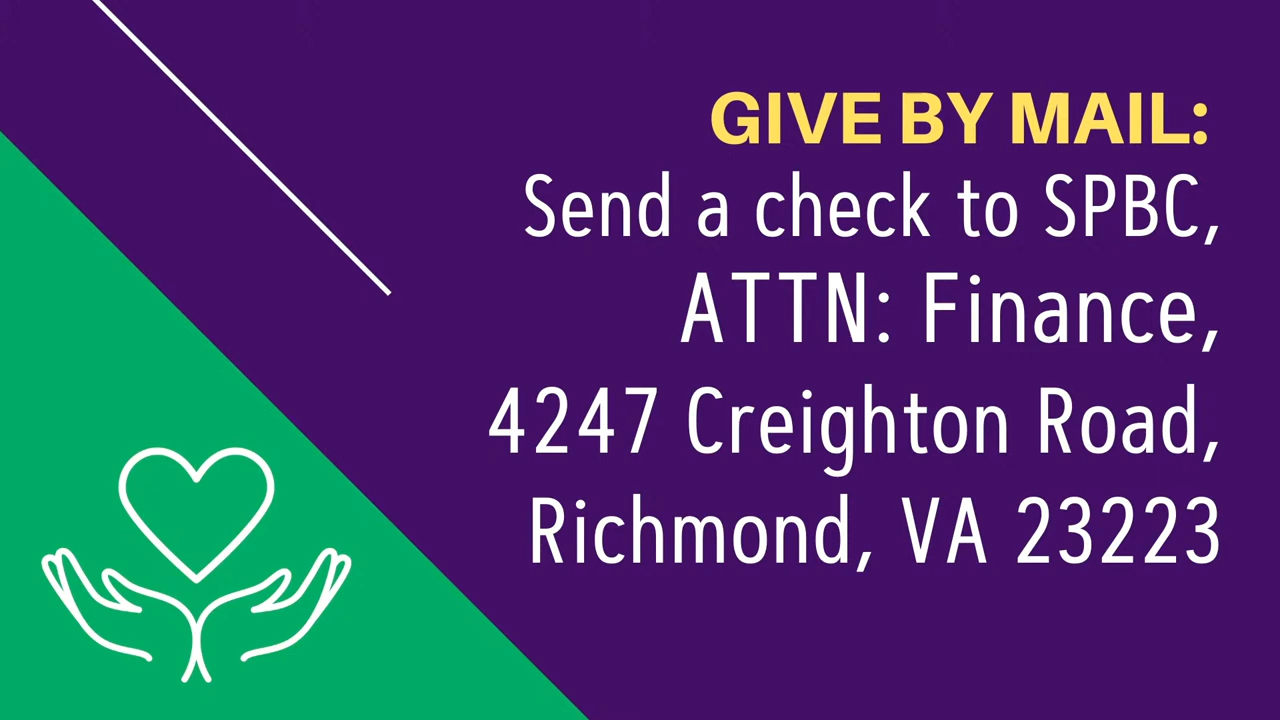 GIVE BY MAIL:
Send a check to SPBC,
ATTN: Finance,
4247 Creighton Road,
Richmond, VA 23223